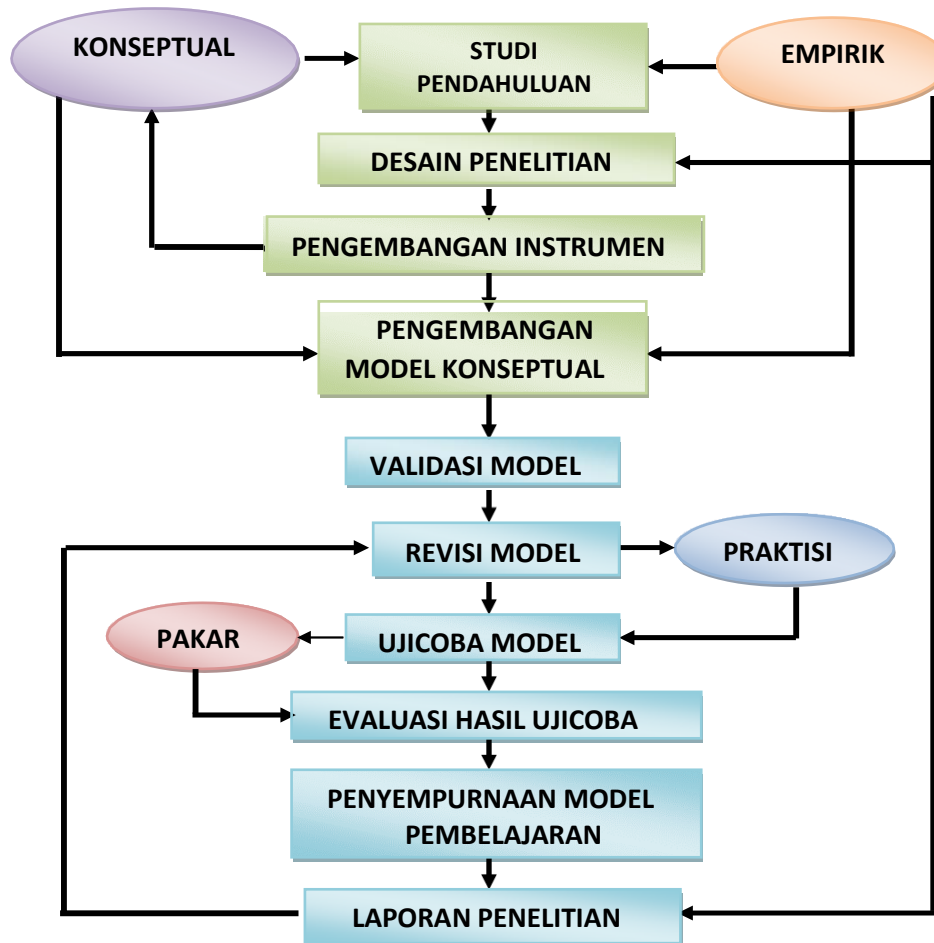 KONSEPTUAL
STUDI
PENDAHULUAN
EMPIRIK
DESAIN PENELITIAN
PENGEMBANGAN INSTRUMEN
PENGEMBANGAN
MODEL KONSEPTUAL
VALIDASI MODEL
REVISI MODEL
PRAKTISI
PAKAR
UJICOBA MODEL
EVALUASI HASIL UJICOBA
PENYEMPURNAAN MODEL
PEMBELAJARAN
LAPORAN PENELITIAN